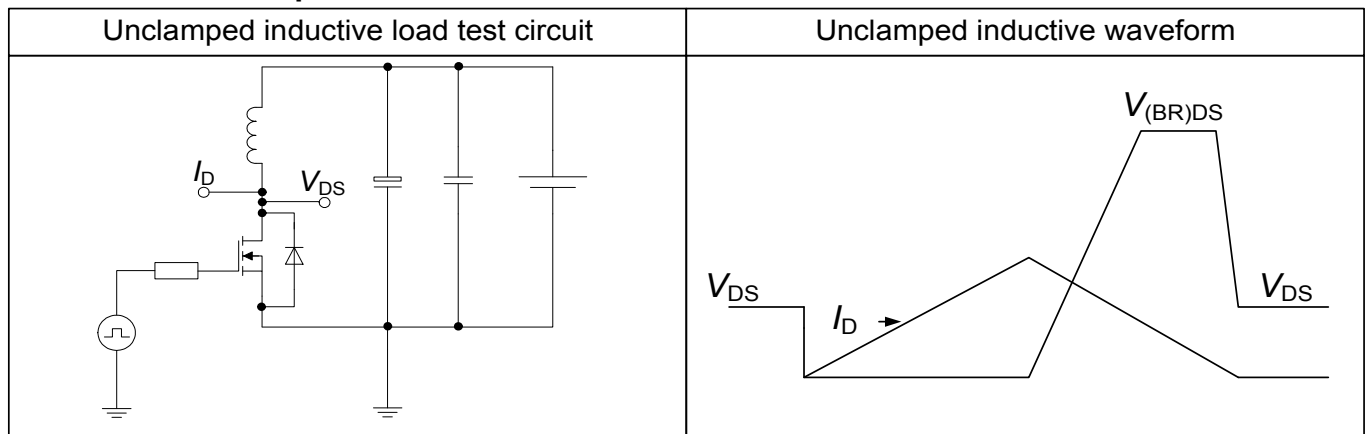 Unclamped inductive load test circuit
Unclamped inductive waveform
I_D
V_DS
V_(BR)DS
V_DS
I_D
V_DS